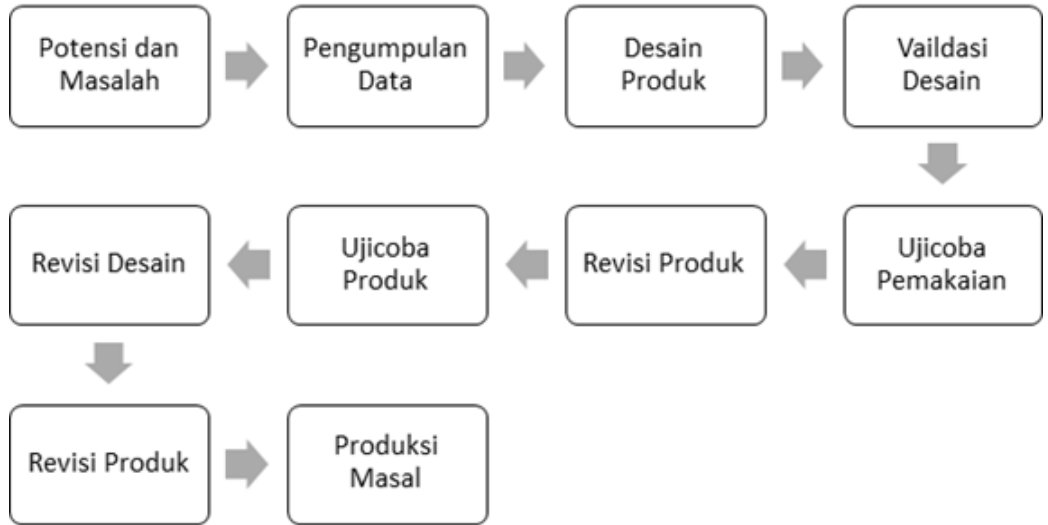 Potensi dan
Masalah
Pengumpulan
Data
Desain
Produk
Vaildasi
Desain
Ujicoba
Pemakaian
Revisi Produk
Ujicoba
Produk
Revisi Desain
Revisi Produk
Produksi
Masal